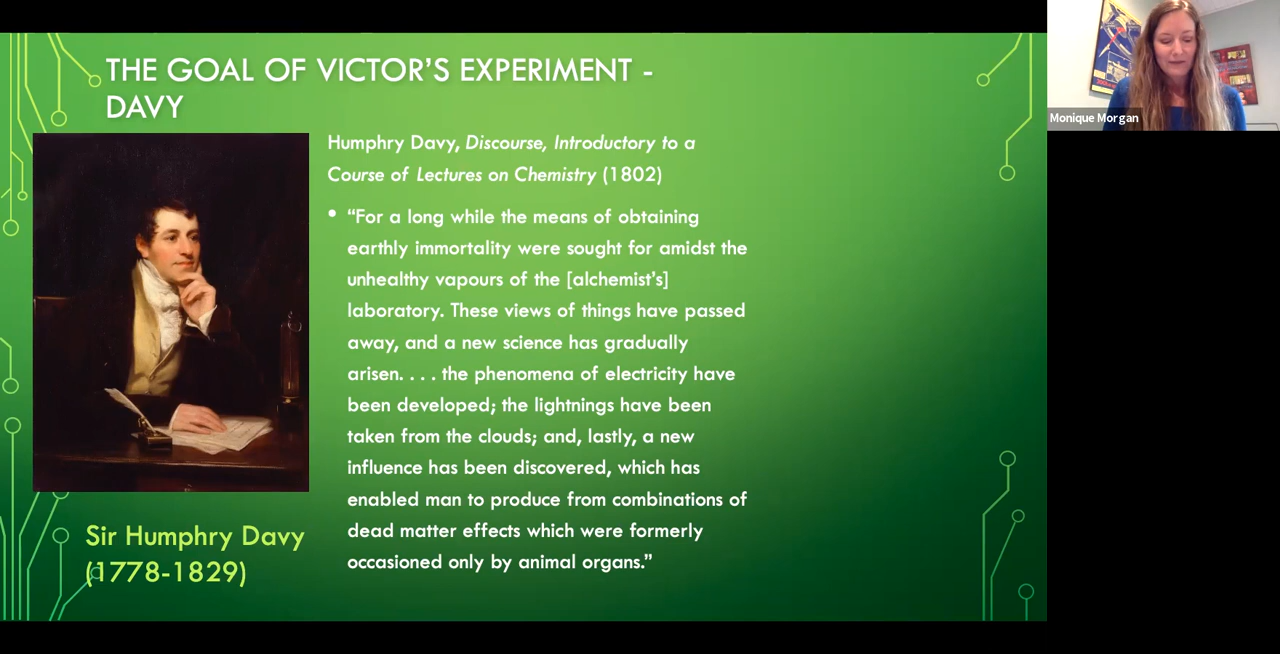 THE GOAL OF VICTOR’S EXPERIMENT -
DAVY
Humphry Davy, Discourse, Introductory to a
Course of Lectures on Chemistry (1802)
• “For a long while the means of obtaining
earthly immortality were sought for amidst the
unhealthy vapours of the [alchemist’s]
laboratory. These views of things have passed
away, and a new science has gradually
arisen. . . . the phenomena of electricity have
been developed; the lightnings have been
taken from the clouds; and, lastly, a new
influence has been discovered, which has
enabled man to produce from combinations of
dead matter effects which were formerly
occasioned only by animal organs.”
Sir Humphry Davy
(1778-1829)
Monique Morgan